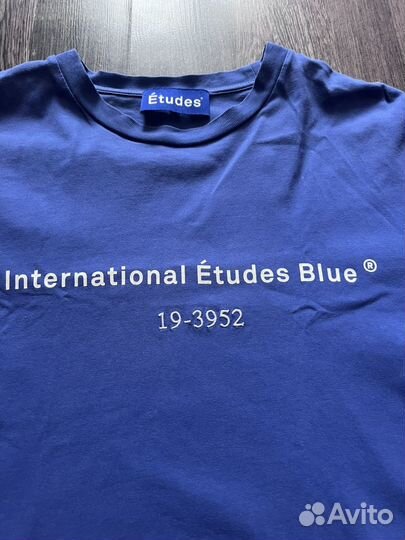 Études®
International Études Blue®
19-3952
Avito